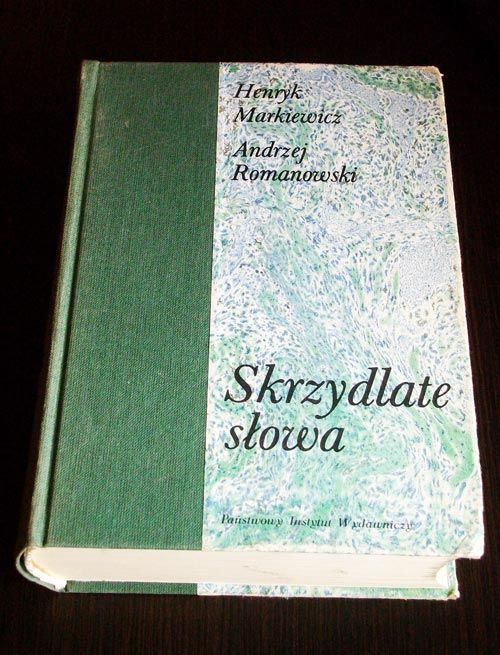 Henryk
Markiewicz
Andrzej
Romanowski
Skrzydlate
słowa
Państwowy Instytut Wydawniczy